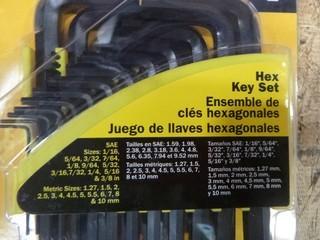 Hex
Key Set
Ensemble de
clés hexagonales
Juego de llaves hexagonales
SAE
Sizes: 1/16,
5/64, 3/32, 7/64,
1/8, 9/64, 5/32,
3/16,7/32, 1/4, 5/16
& 3/8 in
Metric Sizes: 1.27, 1.5, 2,
2.5, 3, 4, 4.5, 5, 5.5, 6, 7, 8
& 10 mm
Tailles en SAE: 1.59, 1.98,
2.38, 2.8, 3.18, 3.6, 4, 4.8,
5.6, 6.35, 7.94 et 9.52 mm
Tailles métriques: 1.27, 1.5,
2, 2.5, 3, 4, 4.5, 5, 5.5, 6, 7,
8 et 10 mm
Tamaños SAE: 1/16", 5/64",
3/32", 7/64", 1/8", 9/64",
5/32", 3/16", 7/32", 1/4",
5/16" y 3/8"
Tamaños métricos: 1.27 mm,
1.5 mm, 2 mm, 2.5 mm,
3 mm, 4 mm, 4.5 mm, 5 mm,
5.5 mm, 6 mm, 7 mm, 8 mm
y 10 mm